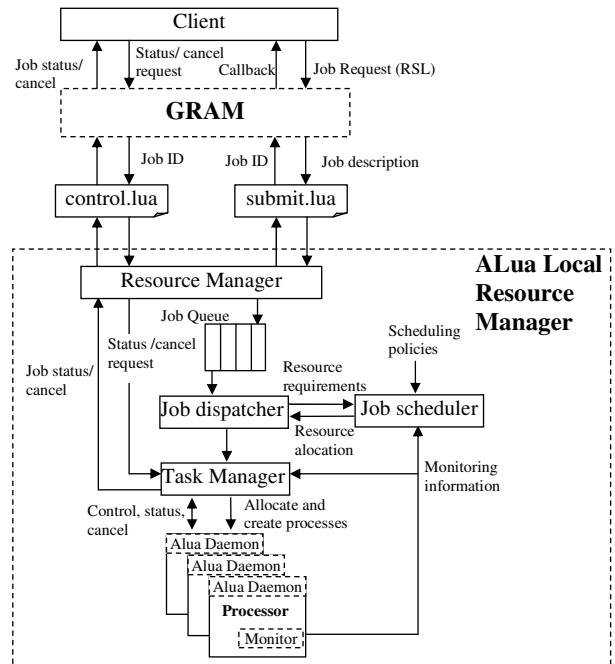 Client
Job status/
cancel
Status/ cancel
request
Callback
Job Request (RSL)
GRAM
Job ID
Job ID
Job description
control.lua
submit.lua
ALua Local
Resource
Manager
Resource Manager
Job Queue
Status /cancel
request
Job status/
cancel
Scheduling
policies
Resource
requirements
Job dispatcher
Job scheduler
Resource
alocation
Task Manager
Monitoring
information
Control, status,
cancel
Allocate and
create processes
Alua Daemon
Alua Daemon
Alua Daemon
Processor
Monitor